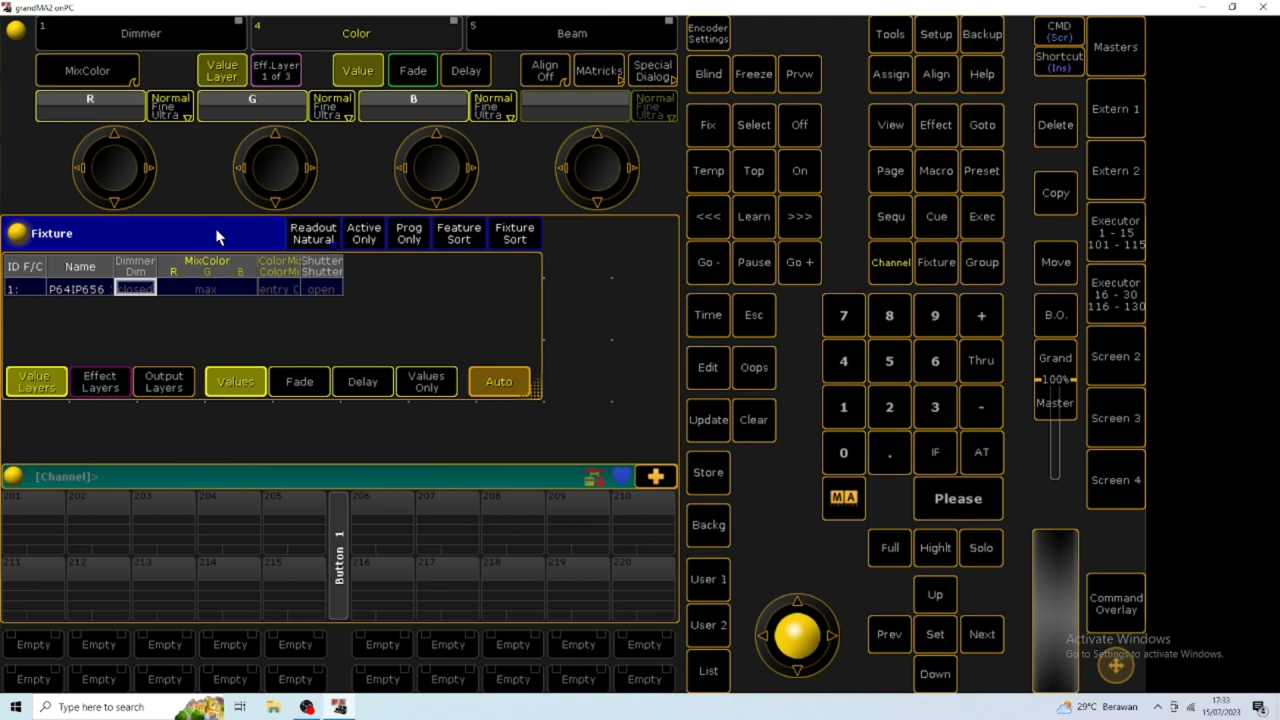 grandMA2 onPC
1 Dimmer
4 Color
5 Beam
MixColor
Value Layer
Eff.Layer 1 of 3
Value
Fade
Delay
Align Off
MAtricks
Special Dialog
R
Normal Fine Ultra
G
Normal Fine Ultra
B
Normal Fine Ultra
Normal Fine Ultra
Fixture
Readout Natural
Active Only
Prog Only
Feature Sort
Fixture Sort
ID F/C
Name
Dimmer Dim
MixColor
R G B
ColorMi ColorMi
Shutter Shutter
1:
P64IP656
closed
max
entry
open
Value Layers
Effect Layers
Output Layers
Values
Fade
Delay
Values Only
Auto
[Channel]>
201 202 203 204 205 206 207 208 209 210
Button 1
211 212 213 214 215 216 217 218 219 220
Empty Empty Empty Empty Empty Empty Empty Empty Empty Empty
Empty Empty Empty Empty Empty Empty Empty Empty Empty Empty
Encoder Settings
Tools
Setup
Backup
Blind
Freeze
Prvw
Assign
Align
Help
Fix
Select
Off
View
Effect
Goto
Temp
Top
On
Page
Macro
Preset
<<<
Learn
>>>
Sequ
Cue
Exec
Go -
Pause
Go +
Channel
Fixture
Group
Time
Esc
7 8 9 +
Edit
Oops
4 5 6 Thru
Update
Clear
1 2 3 -
Store
0 . IF AT
MA
Please
Backg
Full
Highlt
Solo
User 1
User 2
List
Up
Prev
Set
Next
Down
CMD (Scr)
Shortcut (Ins)
Masters
Extern 1
Delete
Extern 2
Copy
Executor 1 - 15 101 - 115
Move
Executor 16 - 30 116 - 130
B.O.
Grand
100%
Master
Screen 2
Screen 3
Screen 4
Command Overlay
Activate Windows
Go to Settings to activate Windows.
Type here to search
29°C Berawan
17:33
15/07/2023
4